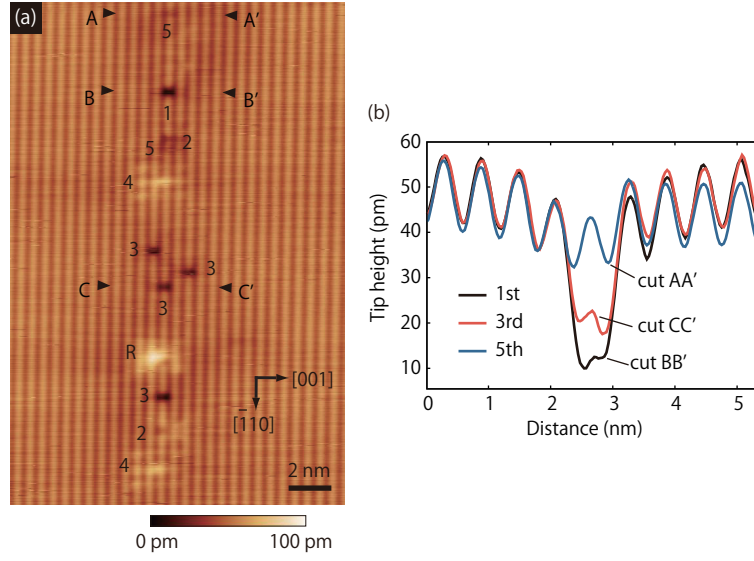 (a)
A
A′
5
B
B′
1
5
2
4
3
3
C
C′
3
R
[001]
3
[1̅10]
2
4
2 nm
0 pm
100 pm
(b)
60
50
40
30
20
10
Tip height (pm)
cut AA′
1st
3rd
cut CC′
5th
cut BB′
0
1
2
3
4
5
Distance (nm)